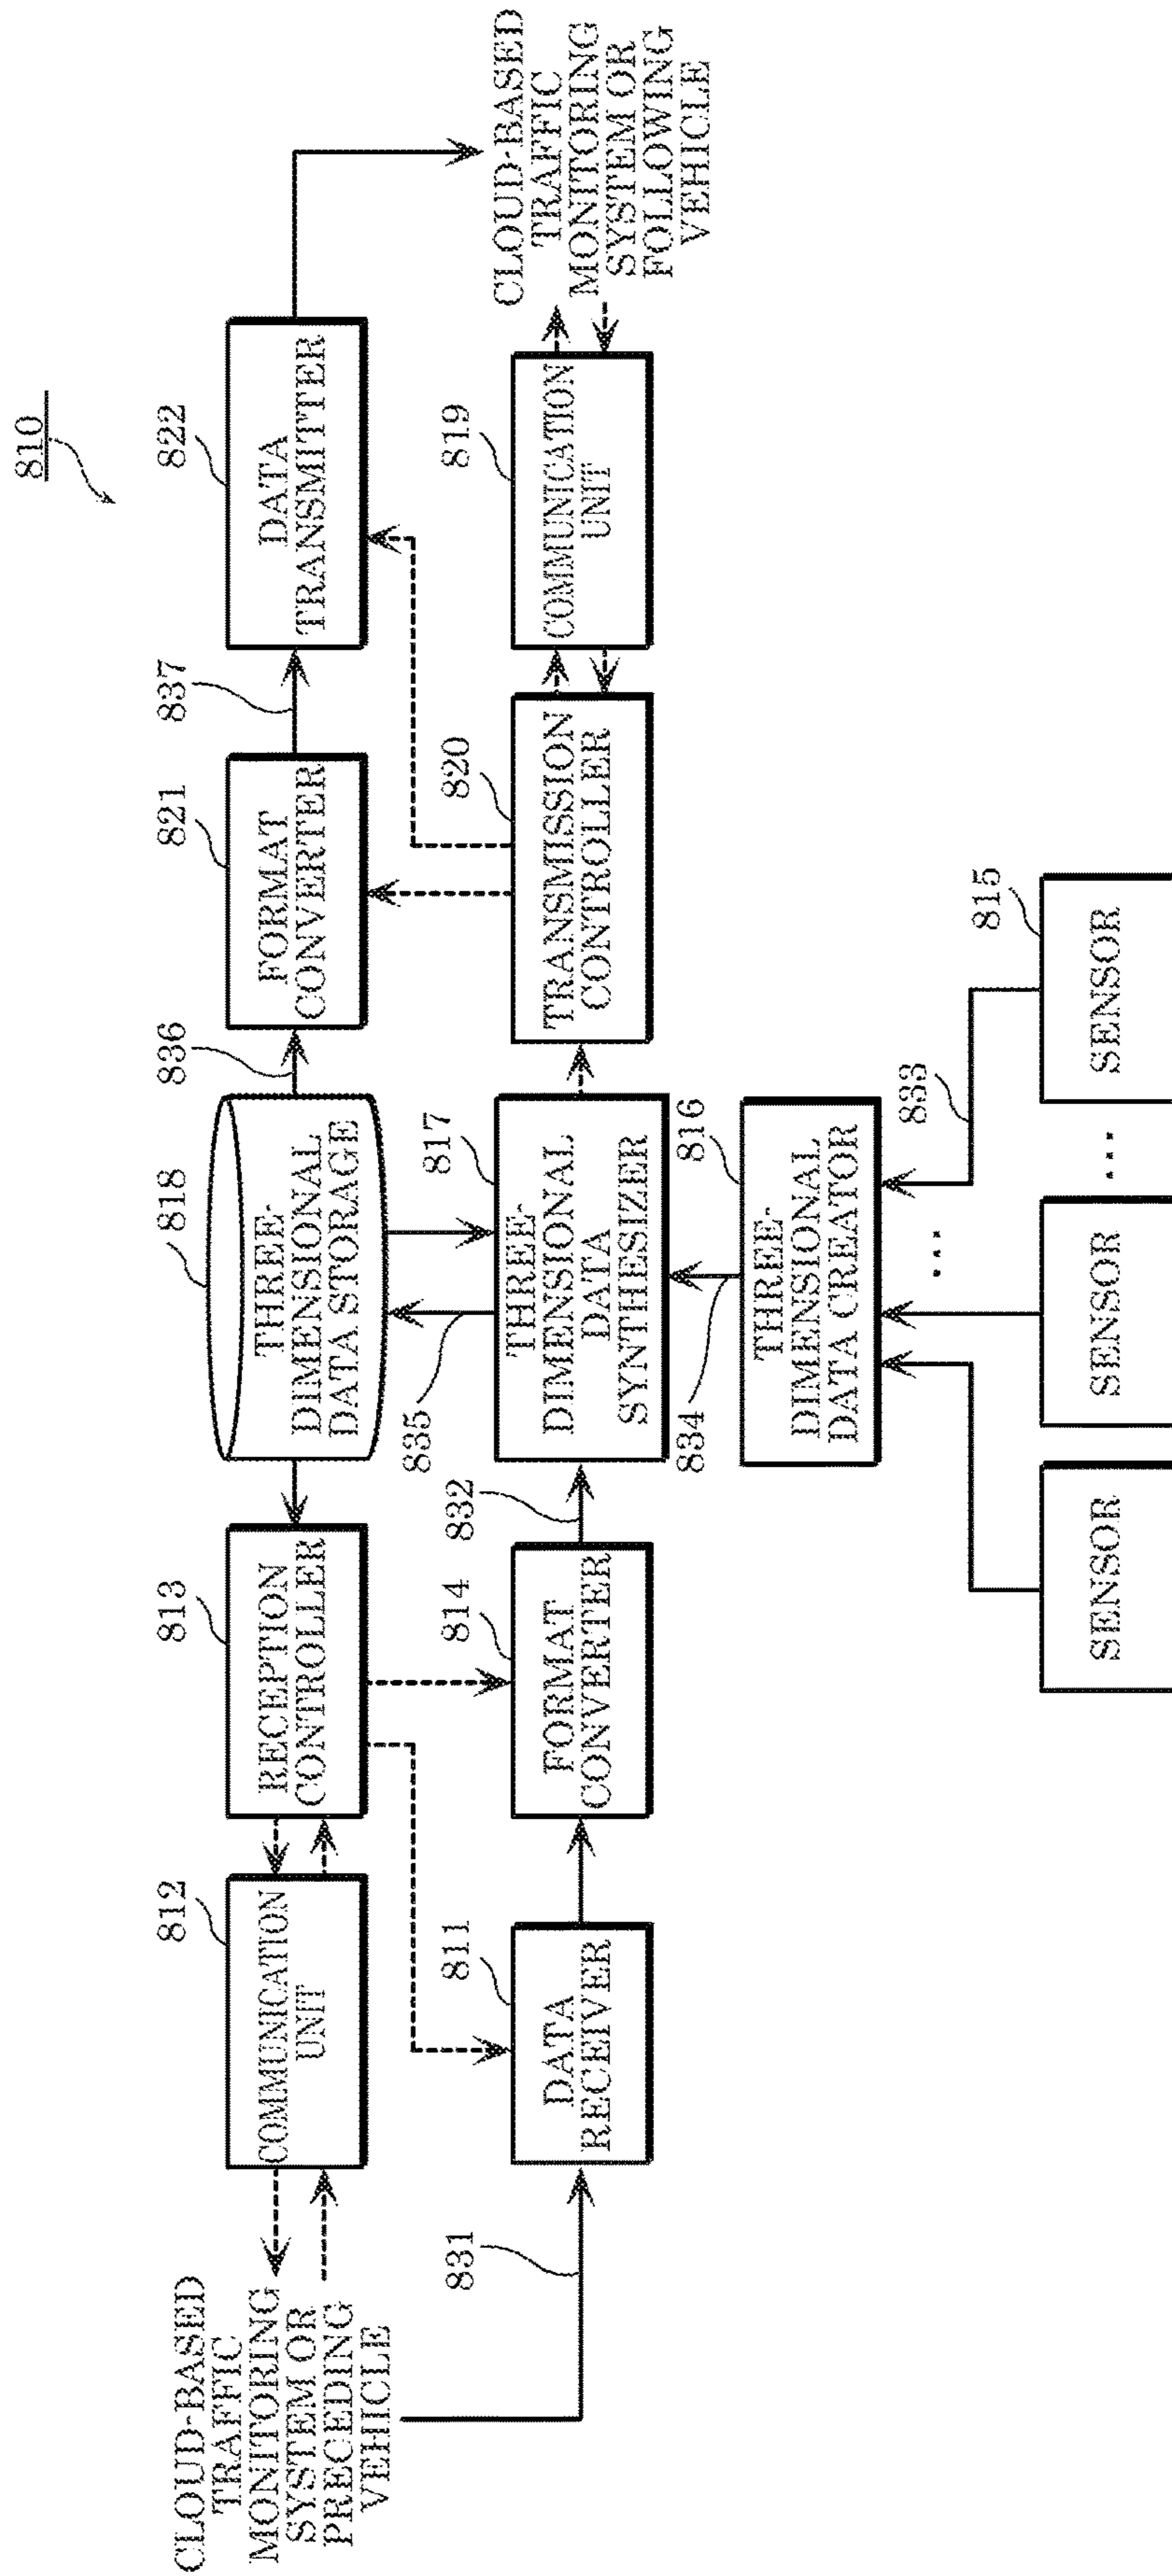 810
CLOUD-BASED
TRAFFIC
MONITORING
SYSTEM OR
PRECEDING
VEHICLE
812
COMMUNICATION
UNIT
813
RECEPTION
CONTROLLER
818
THREE-
DIMENSIONAL
DATA STORAGE
836
821
FORMAT
CONVERTER
837
822
DATA
TRANSMITTER
831
811
DATA
RECEIVER
814
FORMAT
CONVERTER
832
835
817
THREE-
DIMENSIONAL
DATA
SYNTHESIZER
820
TRANSMISSION
CONTROLLER
819
COMMUNICATION
UNIT
CLOUD-BASED
TRAFFIC
MONITORING
SYSTEM OR
FOLLOWING
VEHICLE
834
816
THREE-
DIMENSIONAL
DATA CREATOR
833
815
SENSOR
SENSOR
SENSOR